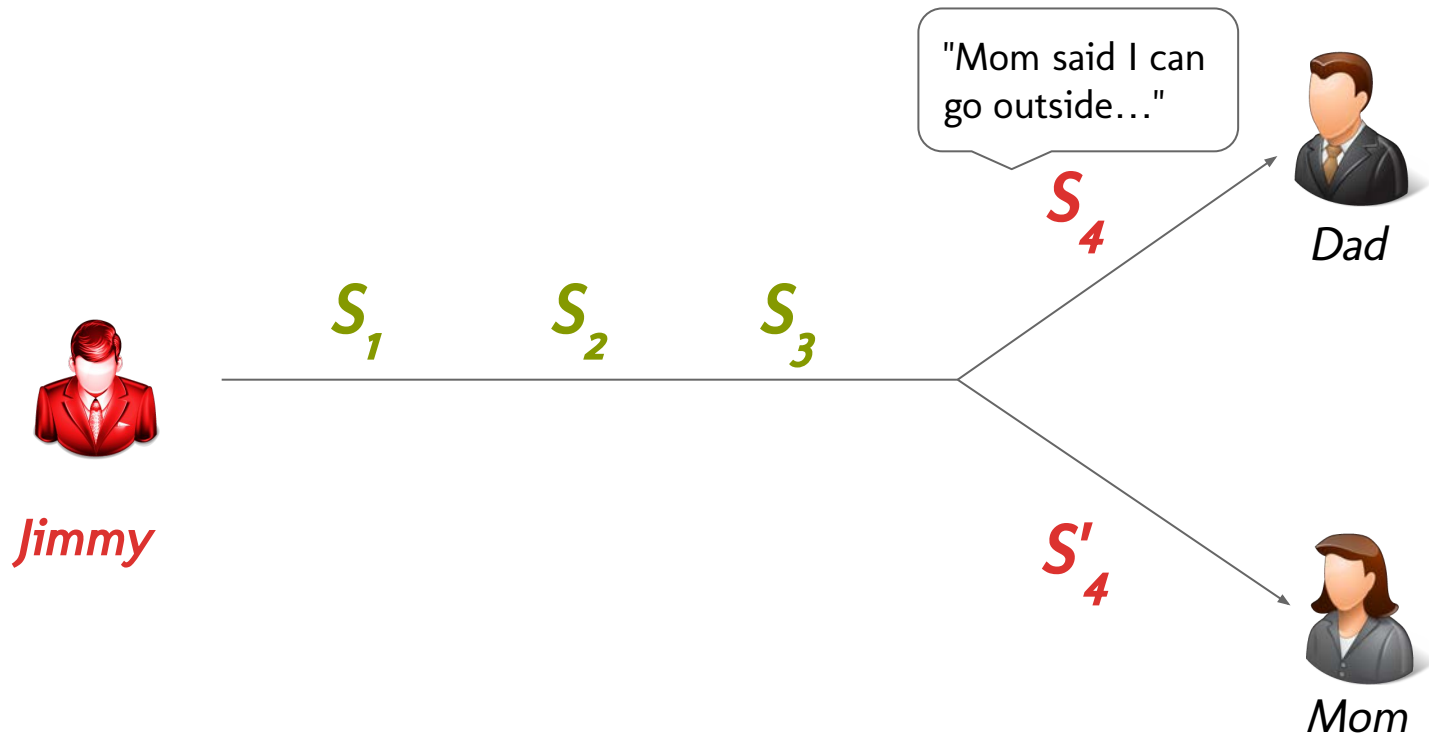 "Mom said I can
go outside…"
S4
Dad
S1 S2 S3
Jimmy
S'4
Mom